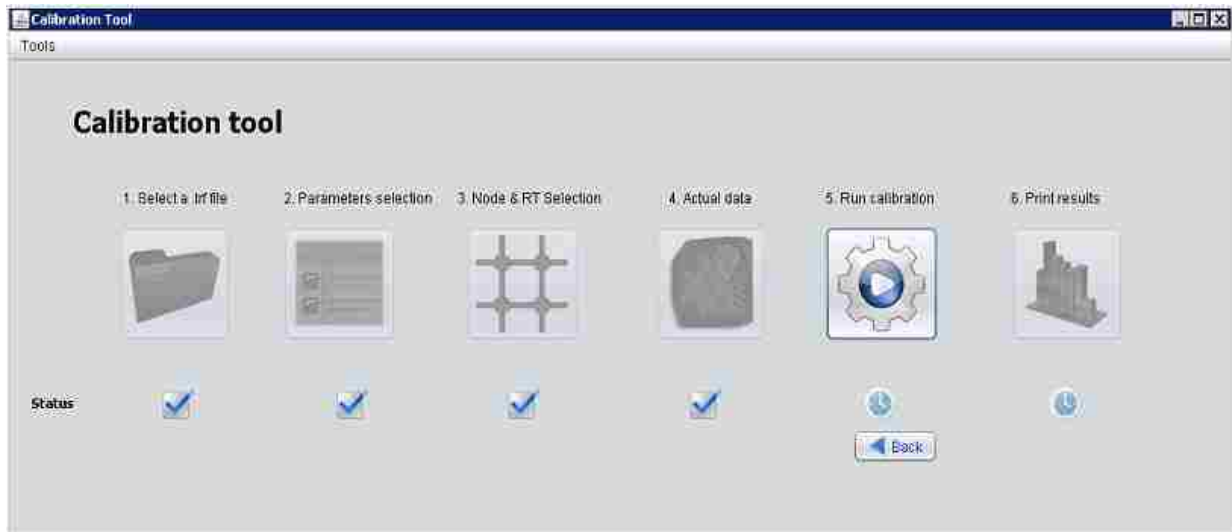 Calibration Tool
Tools
Calibration tool
1. Select a .trf file
2. Parameters selection
3. Node & RT Selection
4. Actual data
5. Run calibration
6. Print results
Status
Back